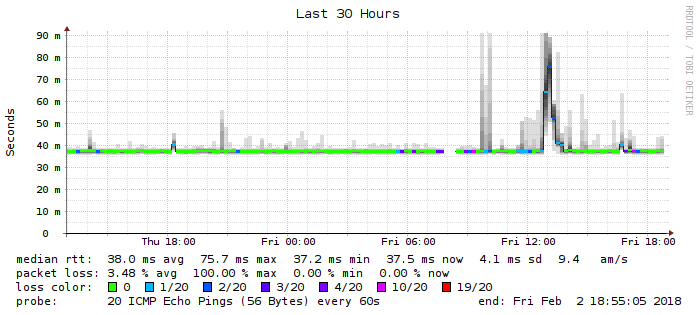 Last 30 Hours
RRDTOOL / TOBI OETIKER
Seconds
90 m
80 m
70 m
60 m
50 m
40 m
30 m
20 m
10 m
0
Thu 18:00 Fri 00:00 Fri 06:00 Fri 12:00 Fri 18:00
median rtt: 38.0 ms avg 75.7 ms max 37.2 ms min 37.5 ms now 4.1 ms sd 9.4 am/s
packet loss: 3.48 % avg 100.00 % max 0.00 % min 0.00 % now
loss color: 0 1/20 2/20 3/20 4/20 10/20 19/20
probe: 20 ICMP Echo Pings (56 Bytes) every 60s end: Fri Feb 2 18:55:05 2018